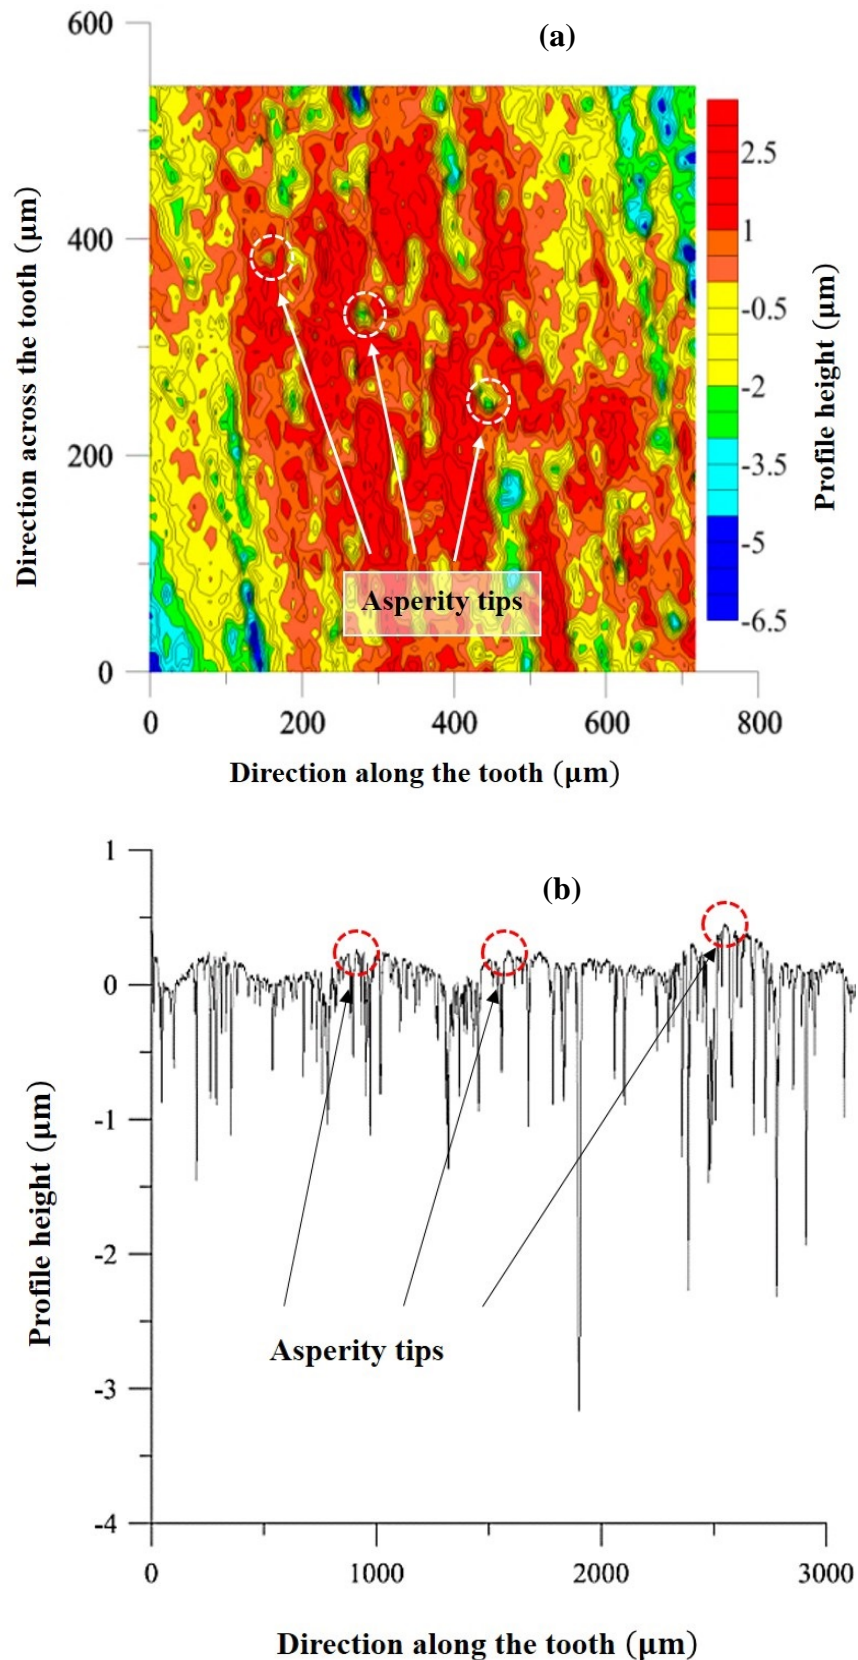 (a)
600
400
200
0
0 200 400 600 800
Direction across the tooth (μm)
Direction along the tooth (μm)
Asperity tips
2.5
1
-0.5
-2
-3.5
-5
-6.5
Profile height (μm)
(b)
1
0
-1
-2
-3
-4
0 1000 2000 3000
Profile height (μm)
Asperity tips
Direction along the tooth (μm)